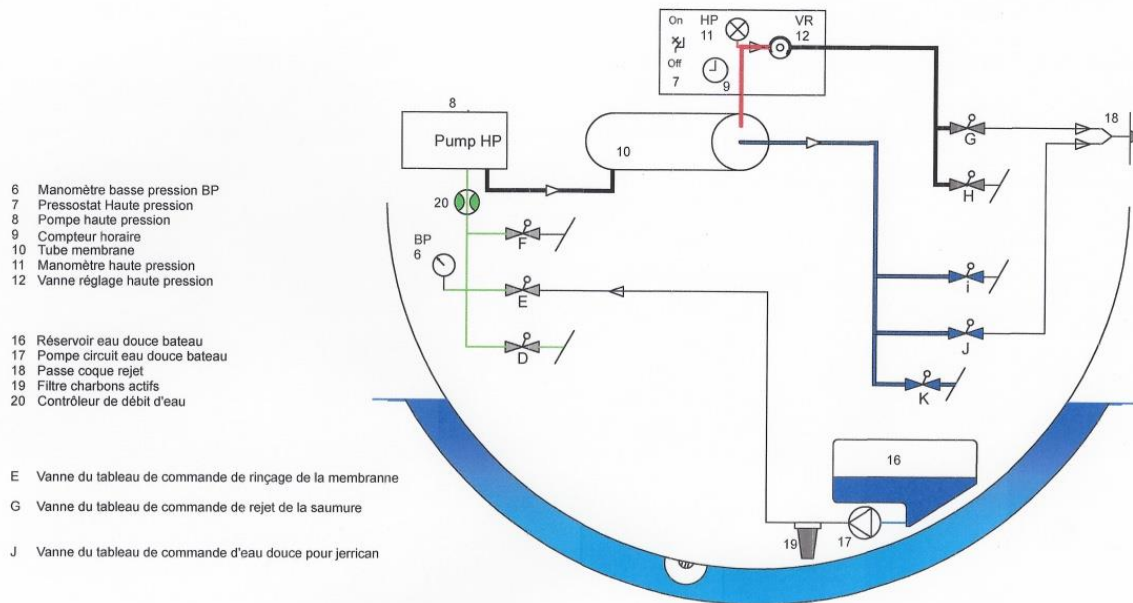 On
HP
VR
11
12
Off
7
9
8
Pump HP
10
18
G
20
H
F
BP
6
i
E
J
D
K
16
19
17
6 Manomètre basse pression BP
7 Pressostat Haute pression
8 Pompe haute pression
9 Compteur horaire
10 Tube membrane
11 Manomètre haute pression
12 Vanne réglage haute pression
16 Réservoir eau douce bateau
17 Pompe circuit eau douce bateau
18 Passe coque rejet
19 Filtre charbons actifs
20 Contrôleur de débit d'eau
E Vanne du tableau de commande de rinçage de la membranne
G Vanne du tableau de commande de rejet de la saumure
J Vanne du tableau de commande d'eau douce pour jerrican